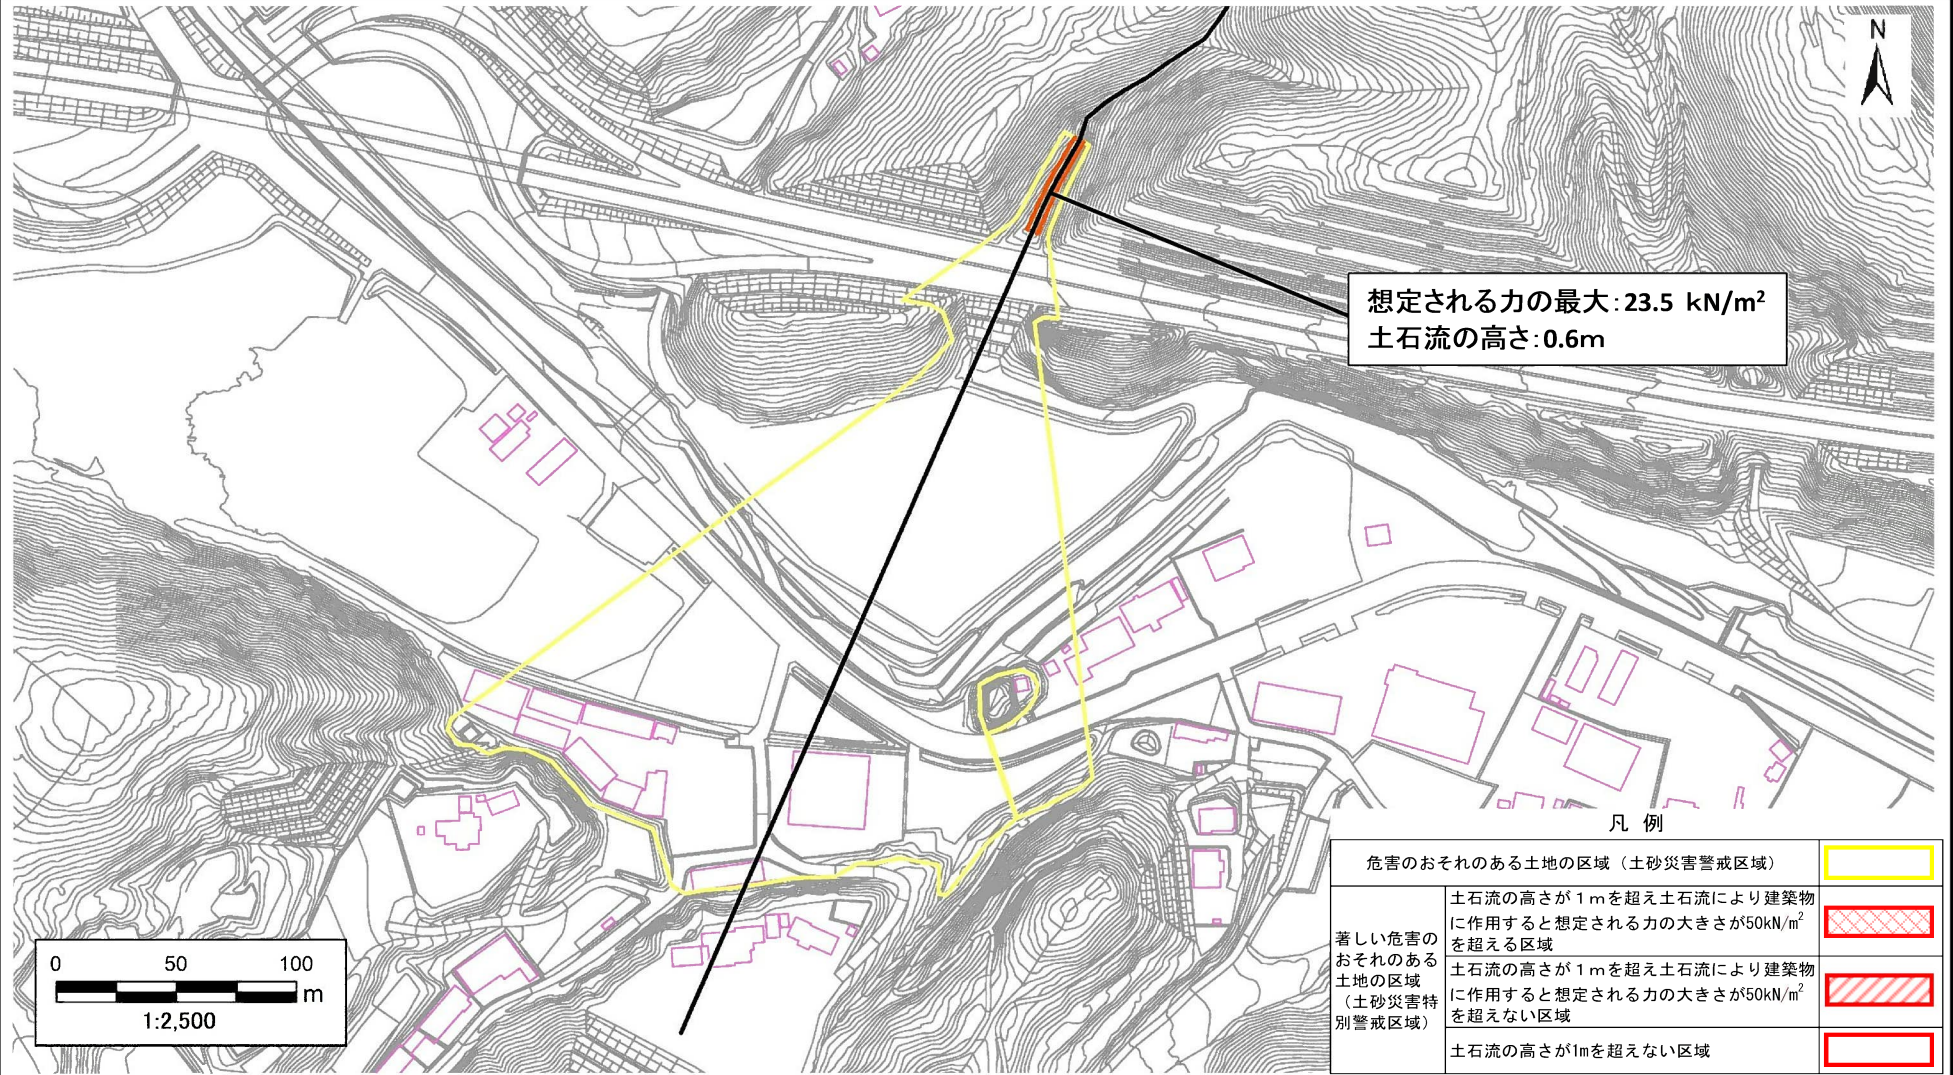 N
想定される力の最大:23.5 kN/m²
土石流の高さ:0.6m
凡 例
危害のおそれのある土地の区域（土砂災害警戒区域）
著しい危害の
おそれのある
土地の区域
（土砂災害特
別警戒区域）
土石流の高さが１ｍを超え土石流により建築物
に作用すると想定される力の大きさが50kN/㎡
を超える区域
土石流の高さが１ｍを超え土石流により建築物
に作用すると想定される力の大きさが50kN/㎡
を超えない区域
土石流の高さが1mを超えない区域
0 50 100
m
1:2,500